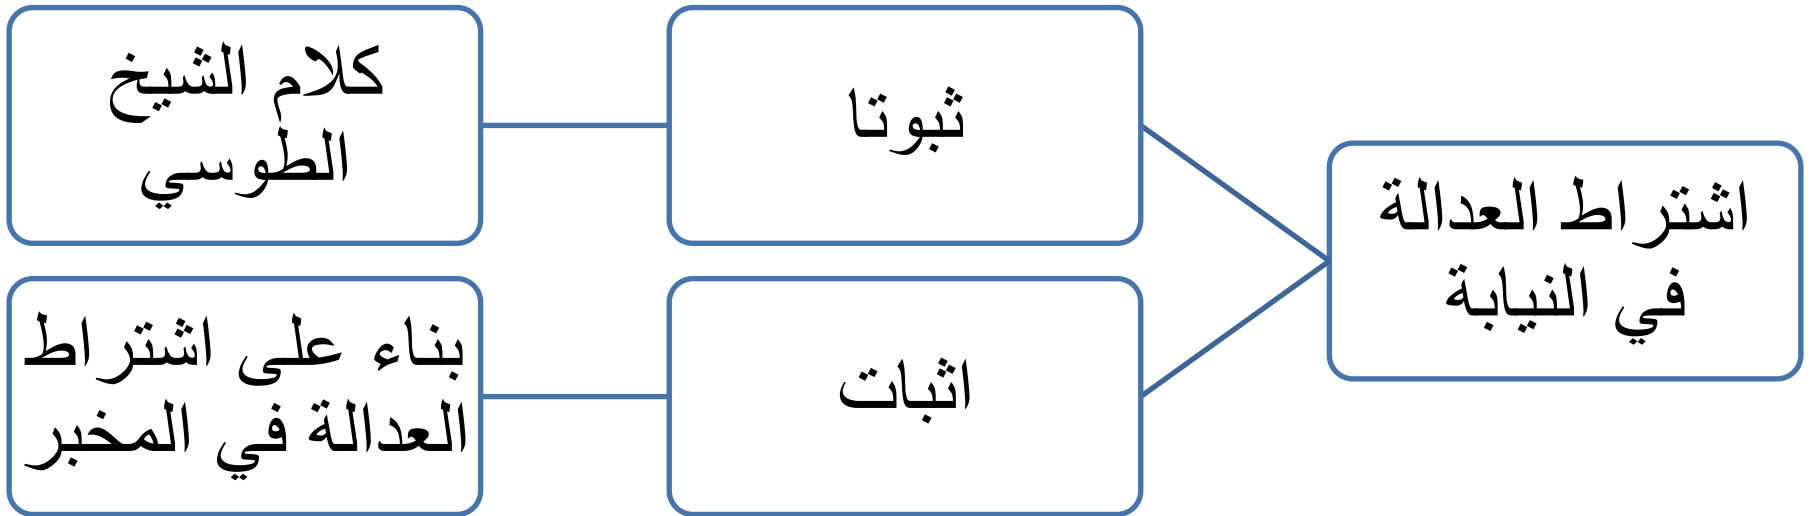 اشتراط العدالة
في النيابة
ثبوتا
كلام الشيخ
الطوسي
اثبات
بناء على اشتراط
العدالة في المخبر